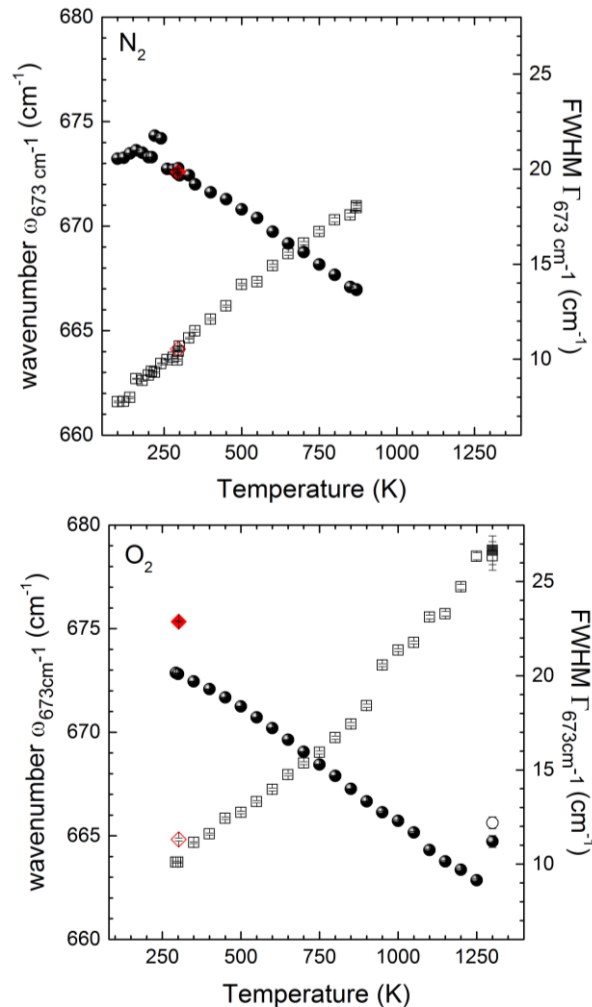 N₂
wavenumber ω₆₇₃ cm⁻¹ (cm⁻¹)
680
675
670
665
660
25
20
15
10
FWHM Γ₆₇₃ cm⁻¹ (cm⁻¹)
250 500 750 1000 1250
Temperature (K)
O₂
wavenumber ω₆₇₃cm⁻¹ (cm⁻¹)
680
675
670
665
660
25
20
15
10
FWHM Γ₆₇₃cm⁻¹ (cm⁻¹)
250 500 750 1000 1250
Temperature (K)